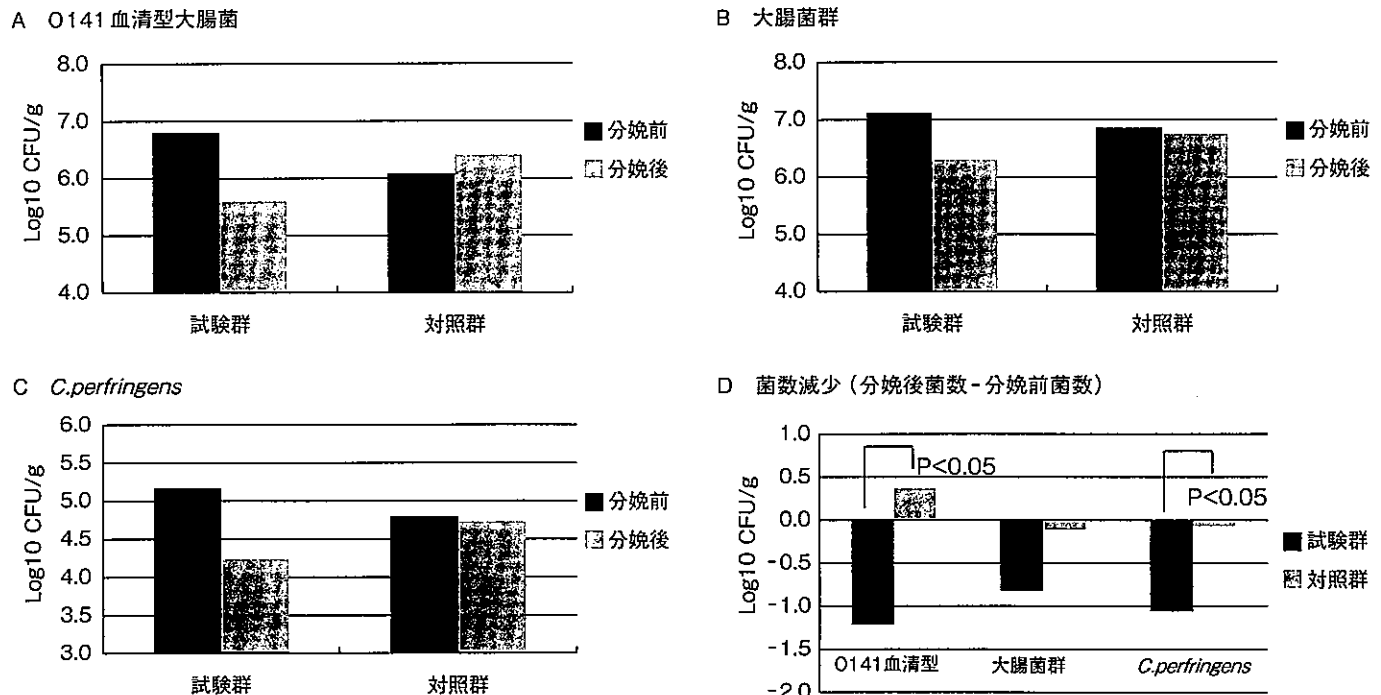 A O141 血清型大腸菌
8.0
7.0
6.0
5.0
4.0
Log10 CFU/g
試験群
対照群
■分娩前
分娩後
B 大腸菌群
8.0
7.0
6.0
5.0
4.0
Log10 CFU/g
試験群
対照群
■分娩前
分娩後
C C.perfringens
6.0
5.5
5.0
4.5
4.0
3.5
3.0
Log10 CFU/g
試験群
対照群
■分娩前
分娩後
D 菌数減少（分娩後菌数-分娩前菌数）
1.0
0.5
0.0
-0.5
-1.0
-1.5
-2.0
Log10 CFU/g
P<0.05
P<0.05
O141血清型
大腸菌群
C.perfringens
■試験群
対照群